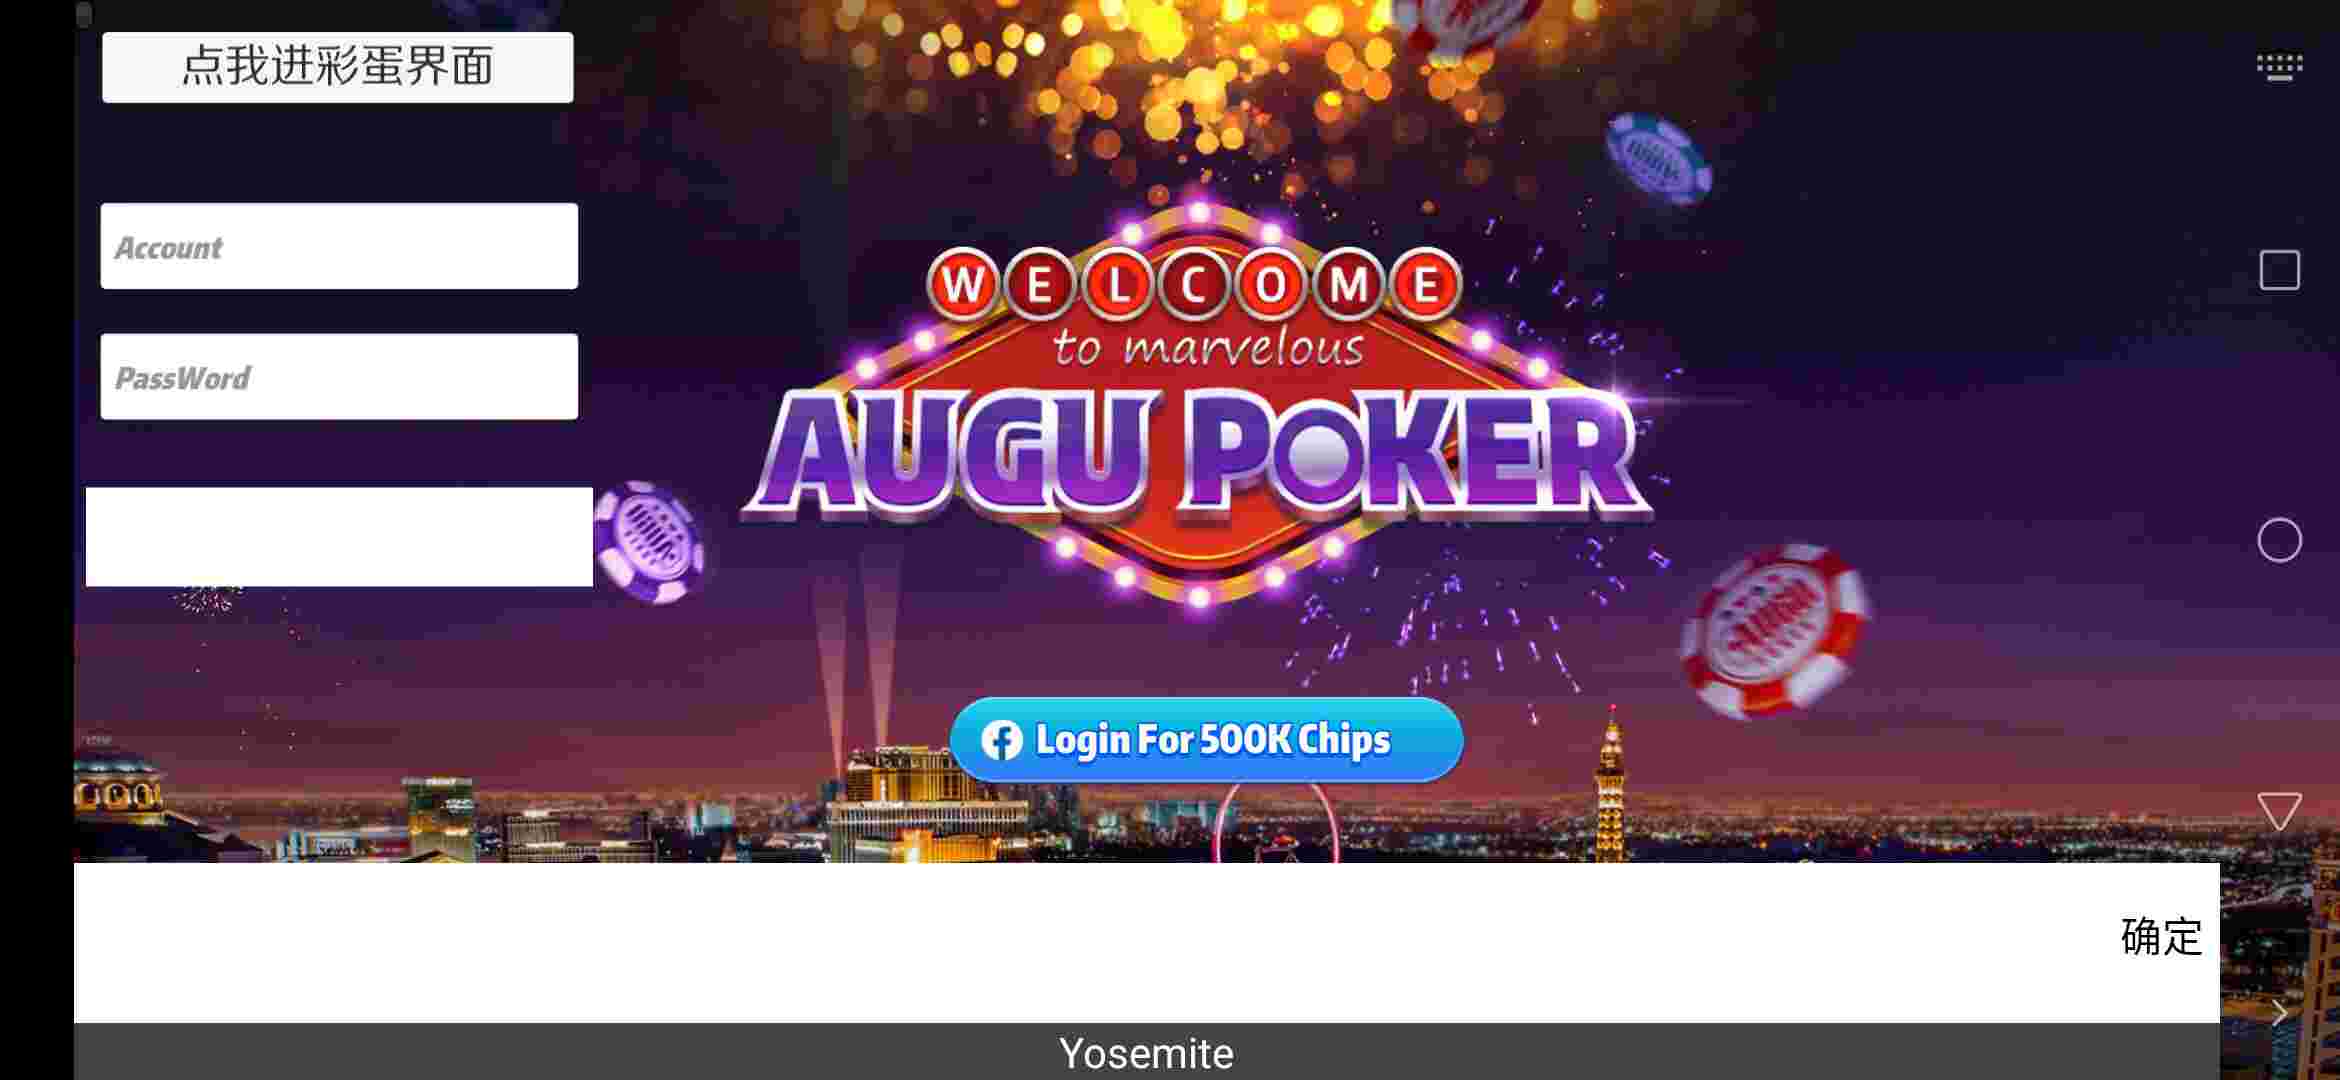 点我进彩蛋界面
Account
PassWord
WELCOME
to marvelous
AUGU POKER
Login For 500K Chips
确定
Yosemite